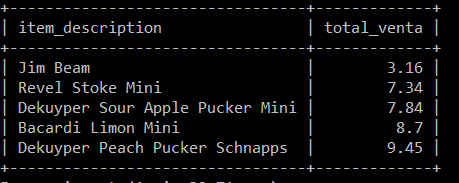 item_description | total_venta
Jim Beam | 3.16
Revel Stoke Mini | 7.34
Dekuyper Sour Apple Pucker Mini | 7.84
Bacardi Limon Mini | 8.7
Dekuyper Peach Pucker Schnapps | 9.45